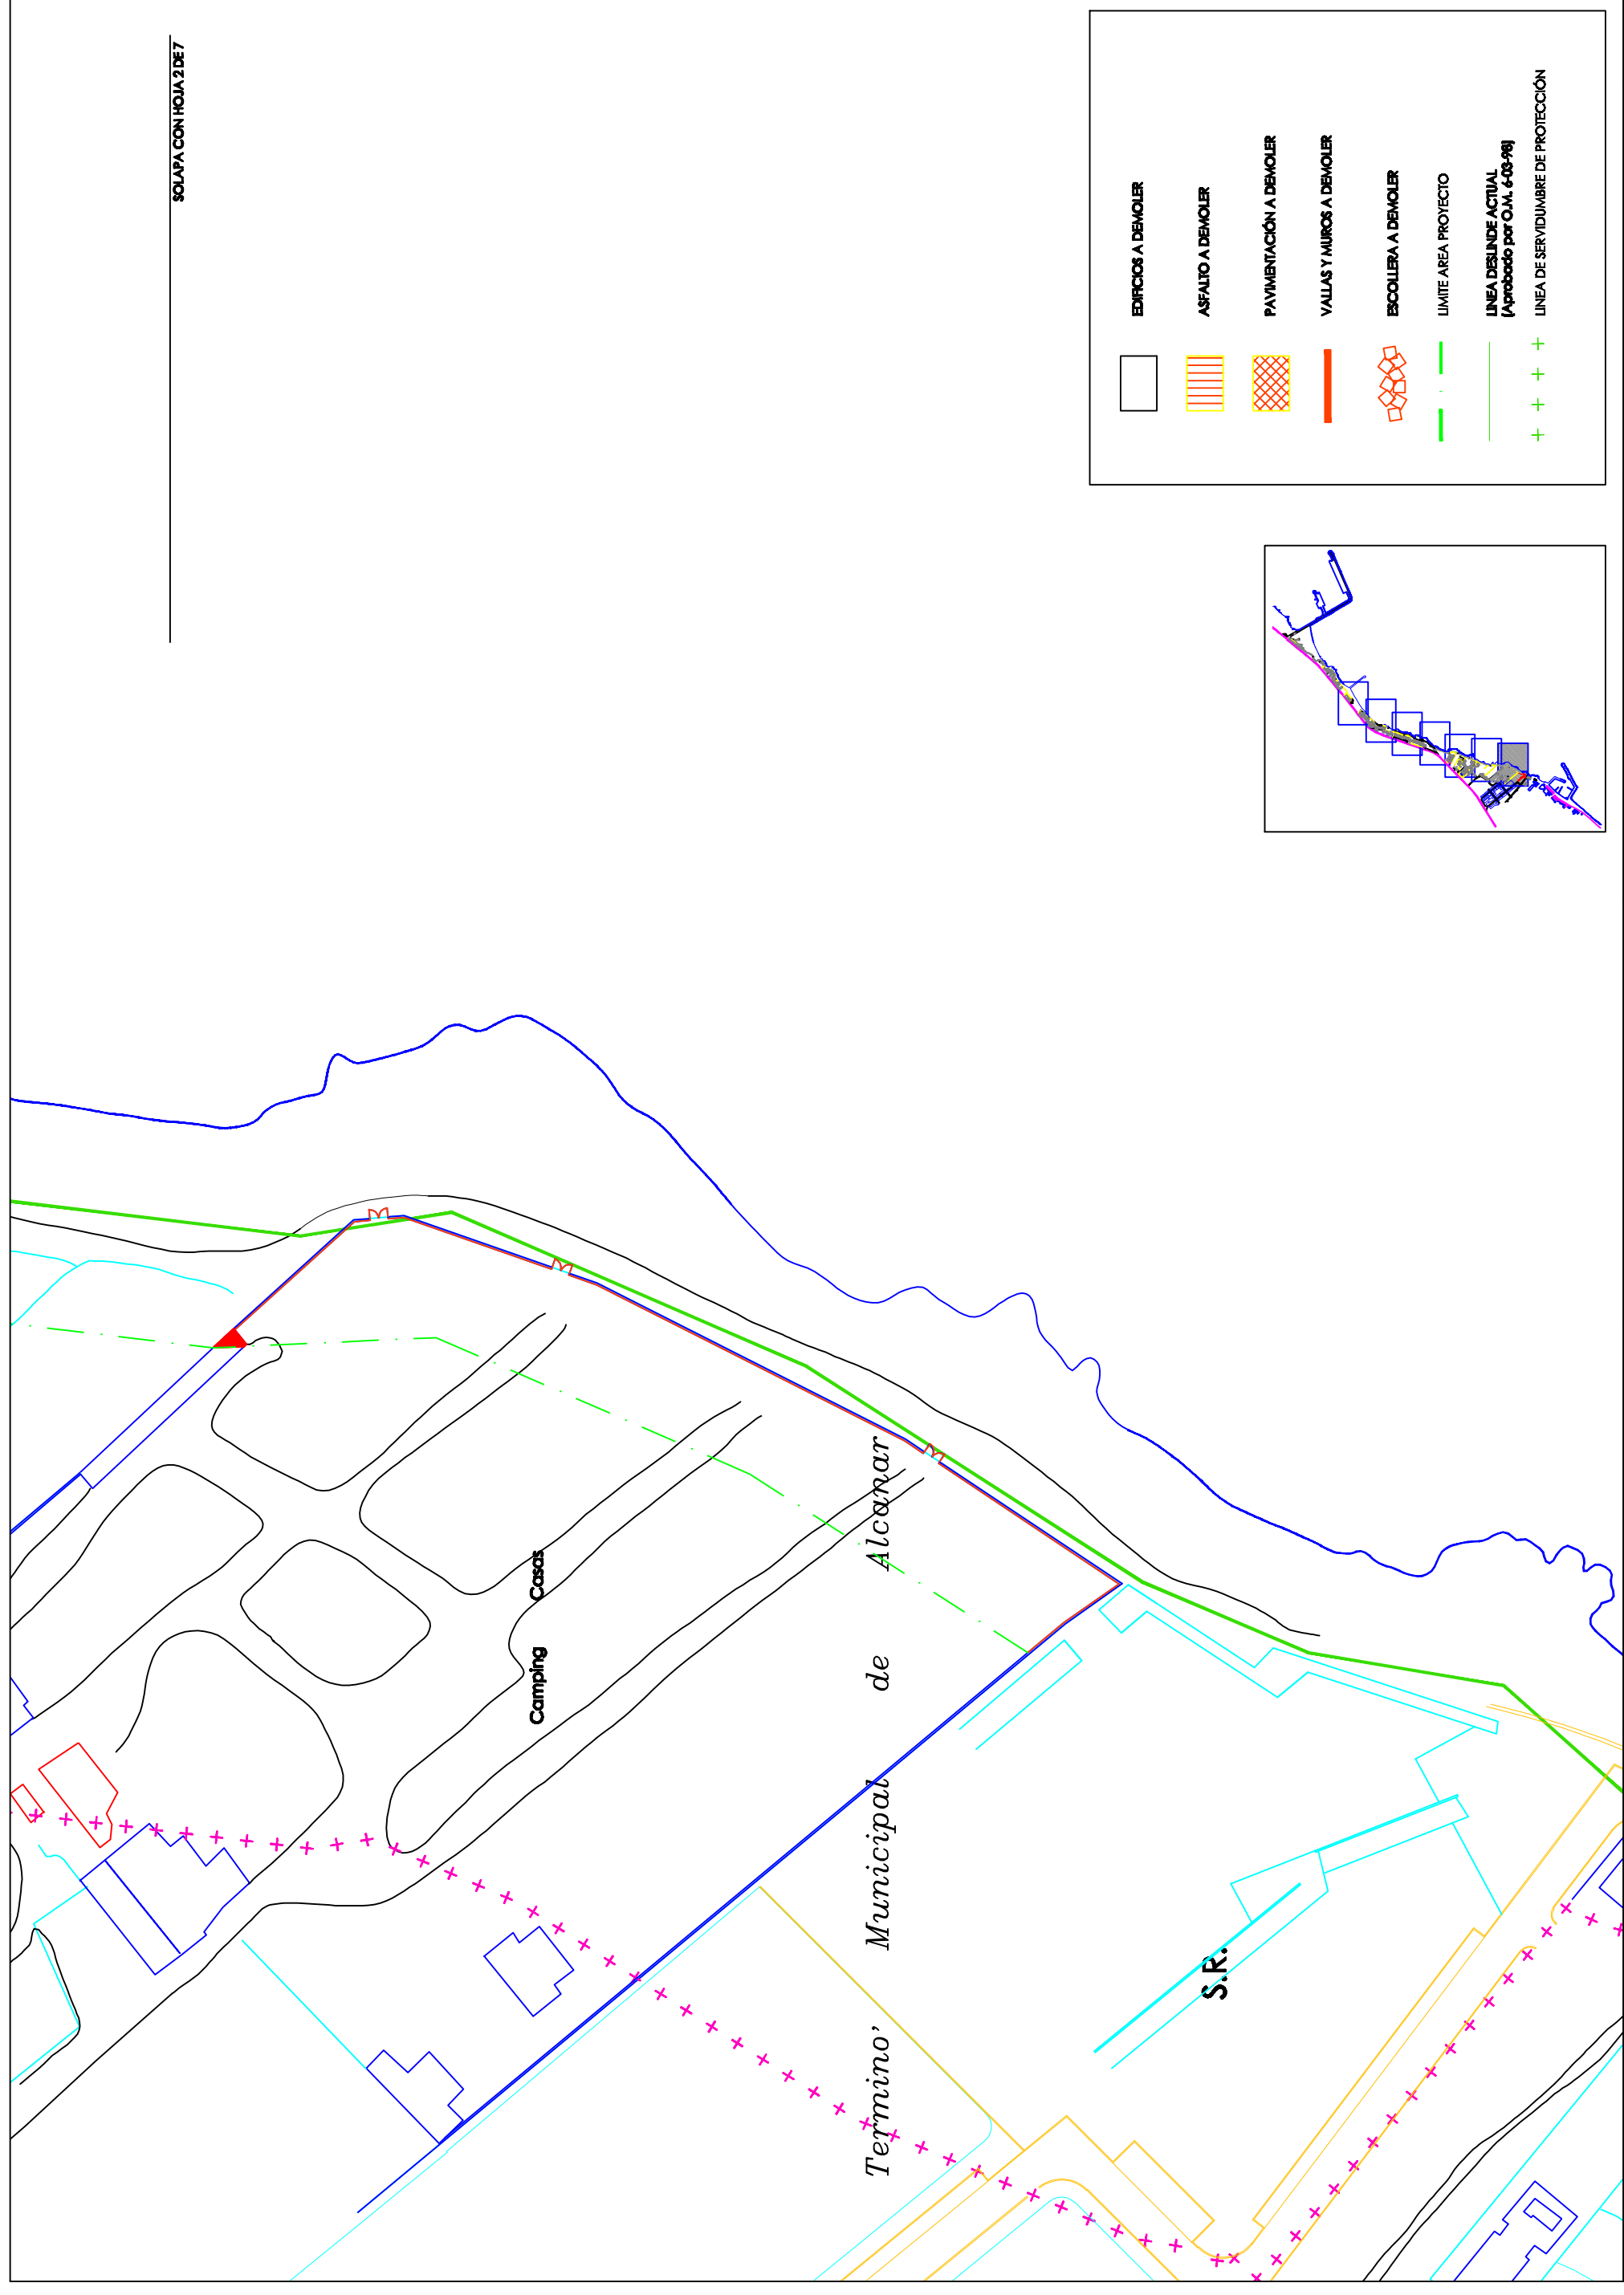 SOLAPA CON HOJA 2 DE 7
EDIFICIOS A DEMOLER
ASFALTO A DEMOLER
PAVIMENTACIÓN A DEMOLER
VALLAS Y MUROS A DEMOLER
ESCOLLERA A DEMOLER
LIMITE AREA PROYECTO
LINEA DESLINDE ACTUAL
(Aprobado por O.M. 6-03-98)
LINEA DE SERVIDUMBRE DE PROTECCIÓN
Camping Casas
Termino' Municipal de Alcanar
S.R.